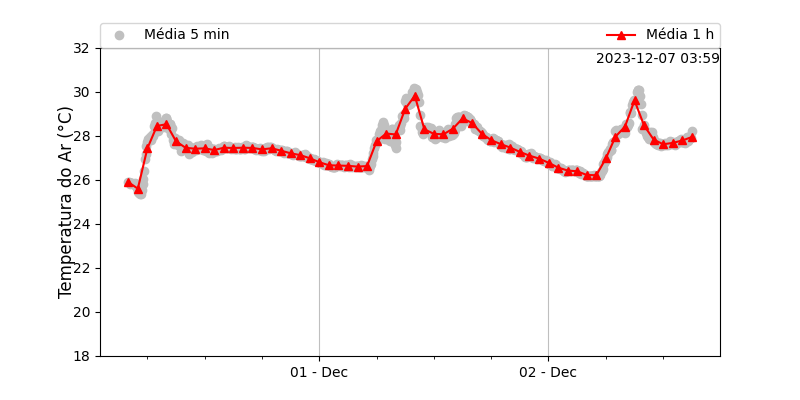 Média 5 min
Média 1 h
2023-12-07 03:59
Temperatura do Ar (°C)
32
30
28
26
24
22
20
18
01 - Dec
02 - Dec